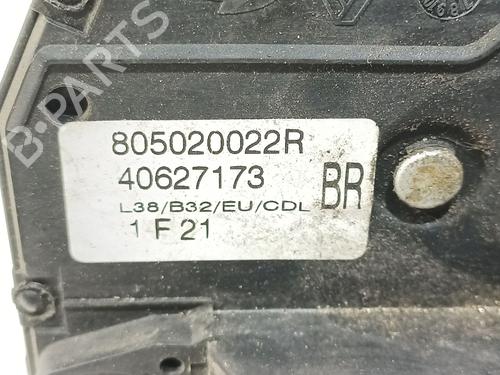 B-PARTS
805020022R
40627173
BR
L38/B32/EU/CDL
1 F 21